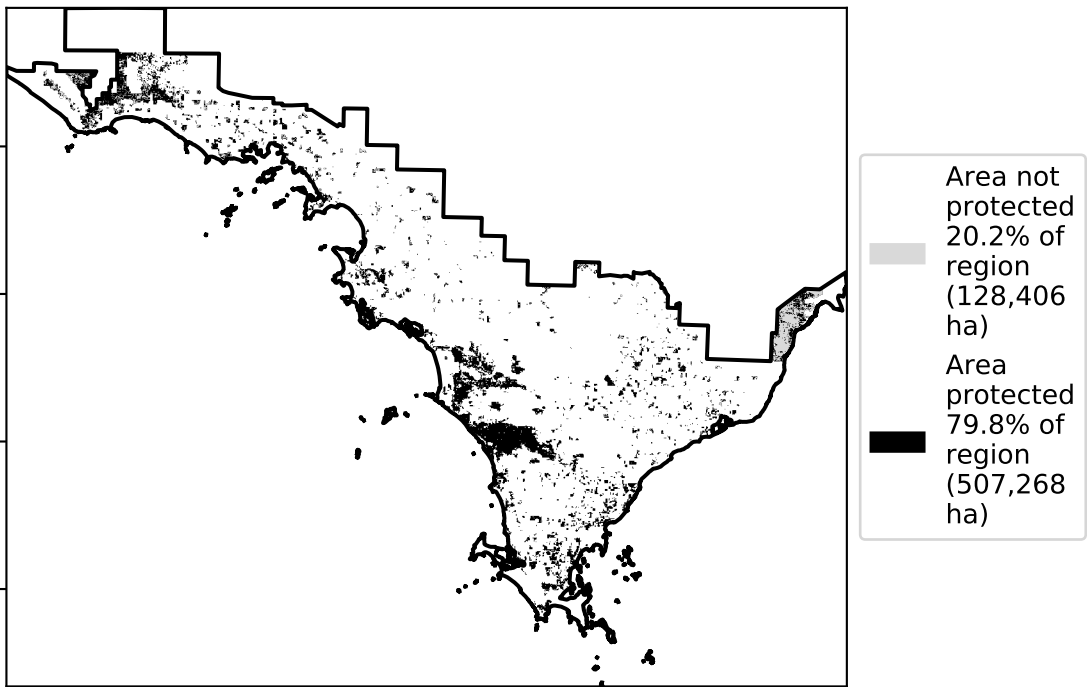 Area not
protected
20.2% of
region
(128,406
ha)
Area
protected
79.8% of
region
(507,268
ha)